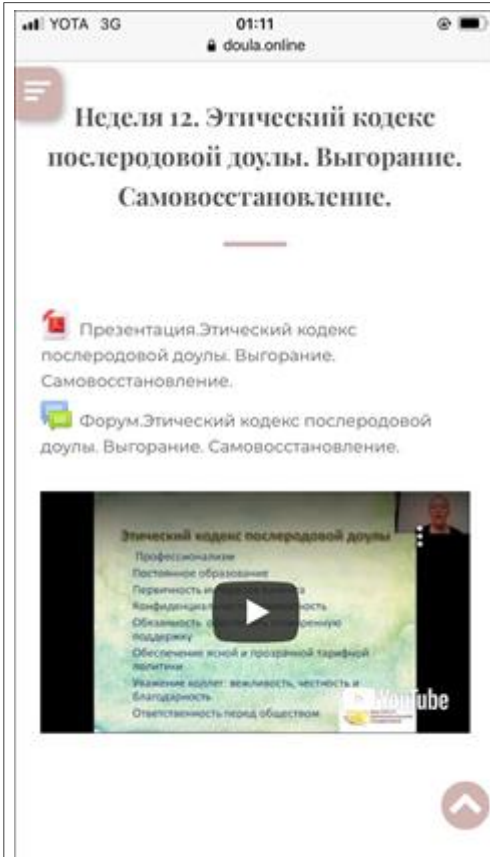 YOTA 3G 01:11
doula.online
Неделя 12. Этический кодекс
послеродовой доулы. Выгорание.
Самовосстановление.
Презентация.Этический кодекс
послеродовой доулы. Выгорание.
Самовосстановление.
Форум.Этический кодекс послеродовой
доулы. Выгорание. Самовосстановление.
Этический кодекс послеродовой доулы
Профессионализм
Постоянное образование
Первичность
Обязанность
поддержку
Обеспечение ясной и прозрачной тарифной
политики
Уважение коллег: вежливость, честность и
благодарность
Ответственность перед обществом
YouTube